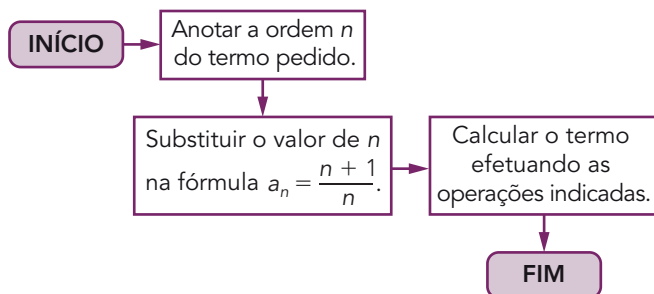 INÍCIO
Anotar a ordem n
do termo pedido.
Substituir o valor de n
na fórmula aₙ = (n + 1)/n.
Calcular o termo
efetuando as
operações indicadas.
FIM